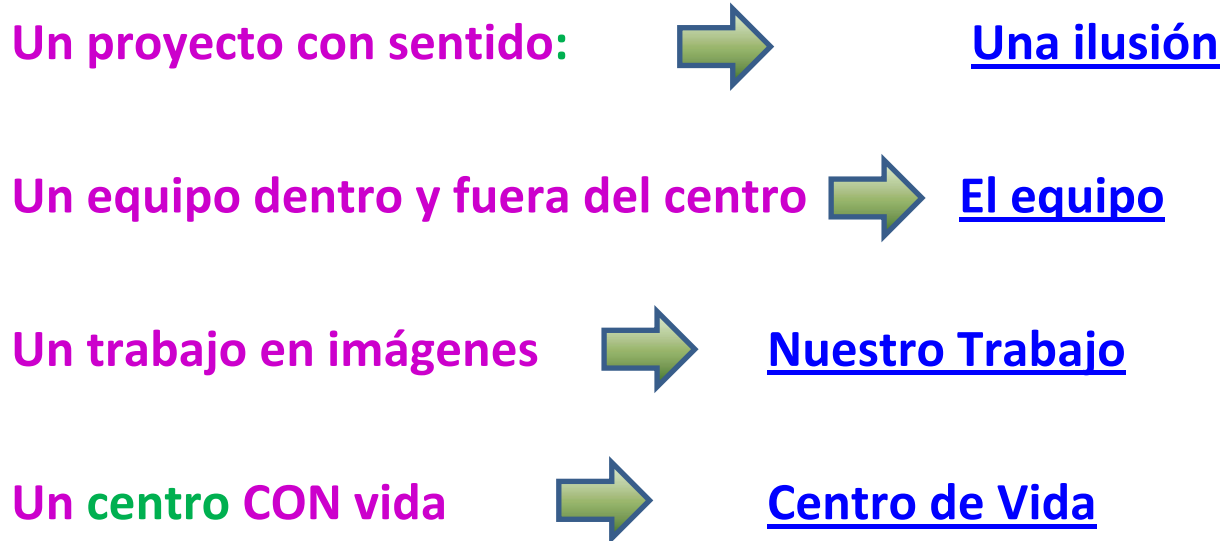 Un proyecto con sentido: Una ilusión
Un equipo dentro y fuera del centro El equipo
Un trabajo en imágenes Nuestro Trabajo
Un centro CON vida Centro de Vida